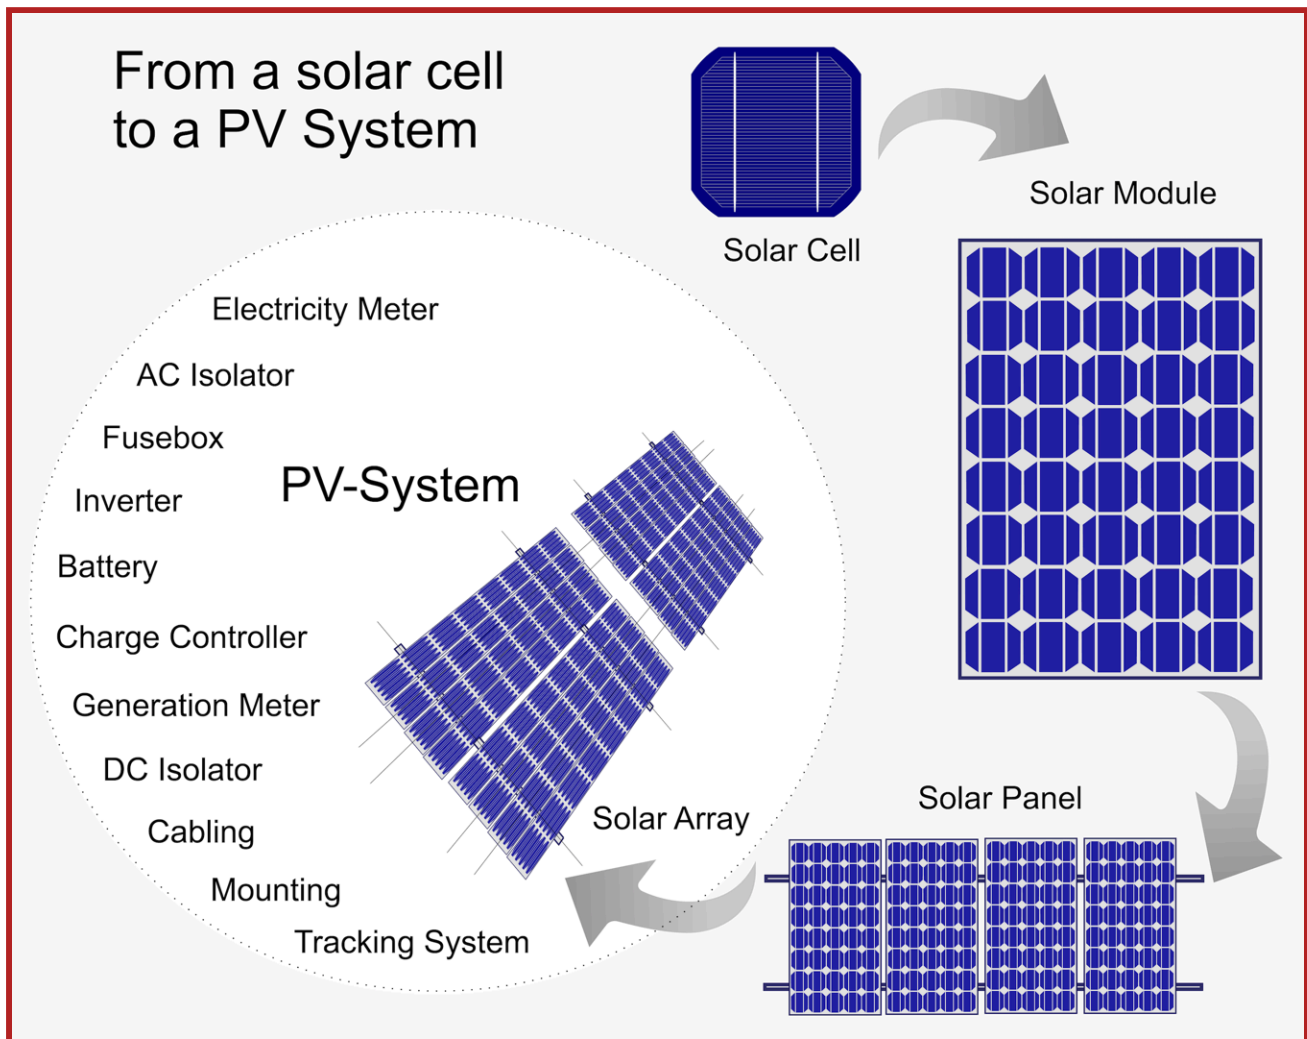 From a solar cell
to a PV System
Solar Cell
Solar Module
Solar Panel
Solar Array
PV-System
Electricity Meter
AC Isolator
Fusebox
Inverter
Battery
Charge Controller
Generation Meter
DC Isolator
Cabling
Mounting
Tracking System